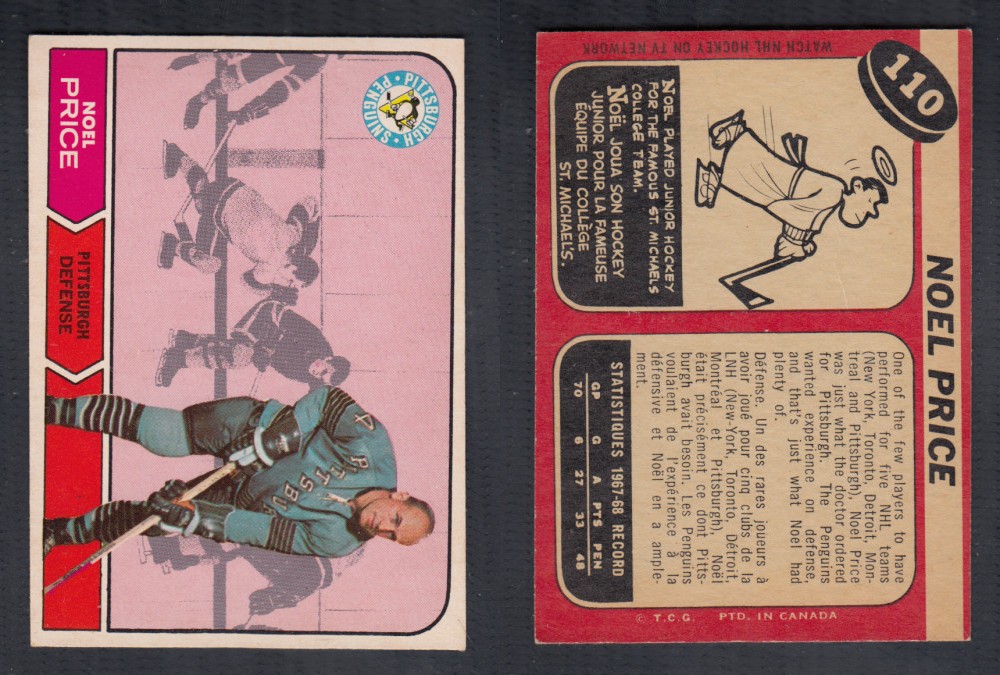 NOEL
PRICE
PITTSBURGH
DEFENSE
PITTSBURGH
PENGUINS
4
PITTSBU
110
WATCH NHL HOCKEY ON TV NETWORK
NOEL PRICE
NOEL PLAYED JUNIOR HOCKEY
FOR THE FAMOUS ST. MICHAELS
COLLEGE TEAM.
NOËL JOUA SON HOCKEY
JUNIOR POUR LA FAMEUSE
ÉQUIPE DU COLLÈGE
ST. MICHAEL'S.
One of the few players to have
performed for five NHL teams
(New York, Toronto, Detroit, Mon-
treal and Pittsburgh), Noel Price
was just what the doctor ordered
for Pittsburgh. The Penguins
wanted experience on defense,
and that's just what Noel had
plenty of.
Défense. Un des rares joueurs à
avoir joué pour cinq clubs de la
LNH (New-York, Toronto, Détroit,
Montréal et Pittsburgh), Noël
était précisément ce dont Pitts-
burgh avait besoin. Les Penguins
voulaient de l'expérience à la
défensive et Noël en a ample-
ment.
STATISTIQUES 1967-68 RECORD
GP G A PTS PEN
70 6 27 33 48
© T.C.G. PTD. IN CANADA